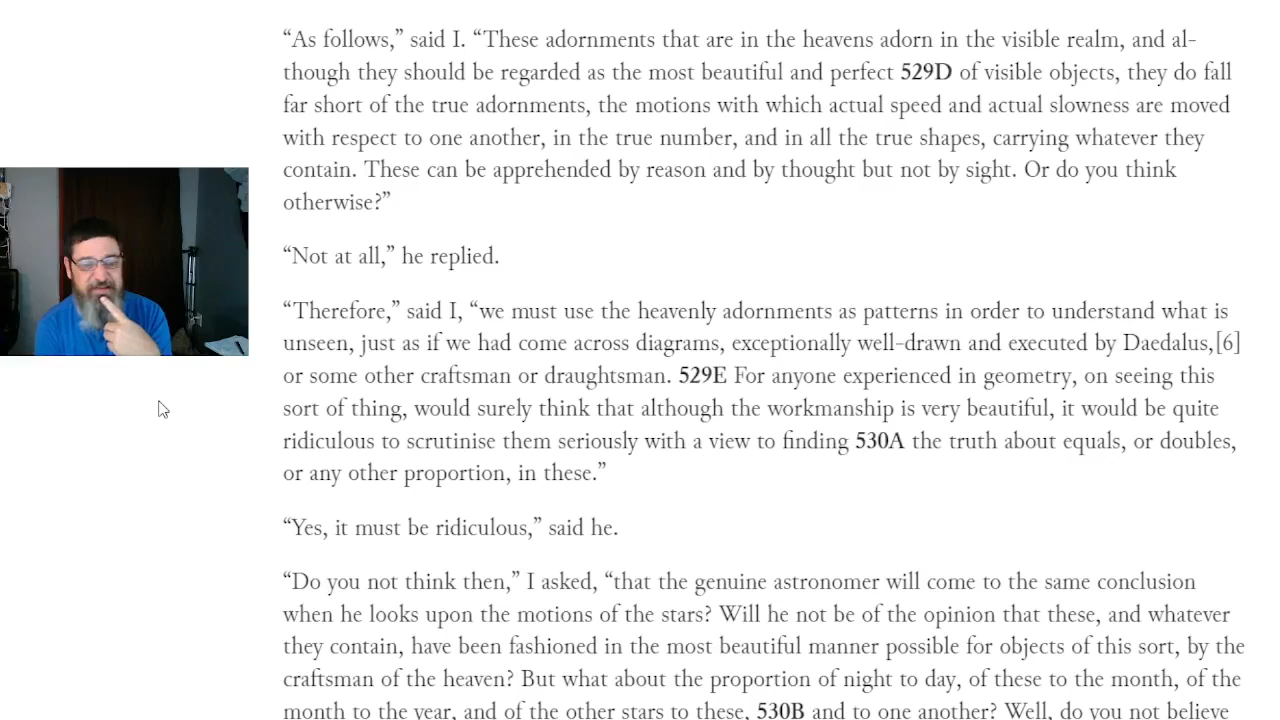 “As follows,” said I. “These adornments that are in the heavens adorn in the visible realm, and al-
though they should be regarded as the most beautiful and perfect 529D of visible objects, they do fall
far short of the true adornments, the motions with which actual speed and actual slowness are moved
with respect to one another, in the true number, and in all the true shapes, carrying whatever they
contain. These can be apprehended by reason and by thought but not by sight. Or do you think
otherwise?”
“Not at all,” he replied.
“Therefore,” said I, “we must use the heavenly adornments as patterns in order to understand what is
unseen, just as if we had come across diagrams, exceptionally well-drawn and executed by Daedalus,[6]
or some other craftsman or draughtsman. 529E For anyone experienced in geometry, on seeing this
sort of thing, would surely think that although the workmanship is very beautiful, it would be quite
ridiculous to scrutinise them seriously with a view to finding 530A the truth about equals, or doubles,
or any other proportion, in these.”
“Yes, it must be ridiculous,” said he.
“Do you not think then,” I asked, “that the genuine astronomer will come to the same conclusion
when he looks upon the motions of the stars? Will he not be of the opinion that these, and whatever
they contain, have been fashioned in the most beautiful manner possible for objects of this sort, by the
craftsman of the heaven? But what about the proportion of night to day, of these to the month, of the
month to the year, and of the other stars to these, 530B and to one another? Well, do you not believe